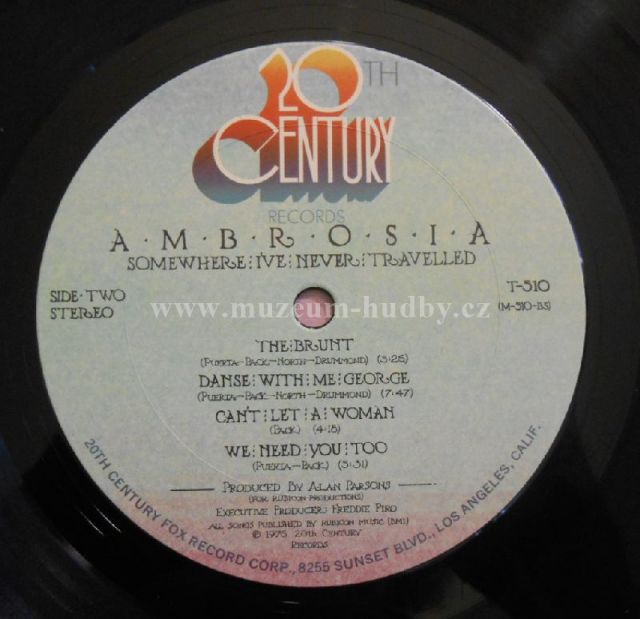 20TH
CENTURY
RECORDS
A·M·B·R·O·S·I·A
SOMEWHERE⋮I'VE⋮NEVER⋮TRAVELLED
SIDE·TWO
STEREO
T-510
(M-510-BS)
www.muzeum-hudby.cz
THE⋮BRUNT
(PUERTA-PACK-NORTH-DRUMMOND) (5:25)
DANSE⋮WITH⋮ME⋮GEORGE
(PUERTA-PACK-NORTH-DRUMMOND) (7:47)
CAN'T⋮LET⋮A⋮WOMAN
(PACK) (4:15)
WE⋮NEED⋮YOU⋮TOO
(PUERTA-PACK) (5:31)
PRODUCED BY ALAN PARSONS
(FOR RUBICON PRODUCTIONS)
EXECUTIVE PRODUCER: FREDDIE PIRO
ALL SONGS PUBLISHED BY RUBICON MUSIC (BMI)
℗ 1976 20TH CENTURY
RECORDS
20TH CENTURY FOX RECORD CORP., 8255 SUNSET BLVD., LOS ANGELES, CALIF.